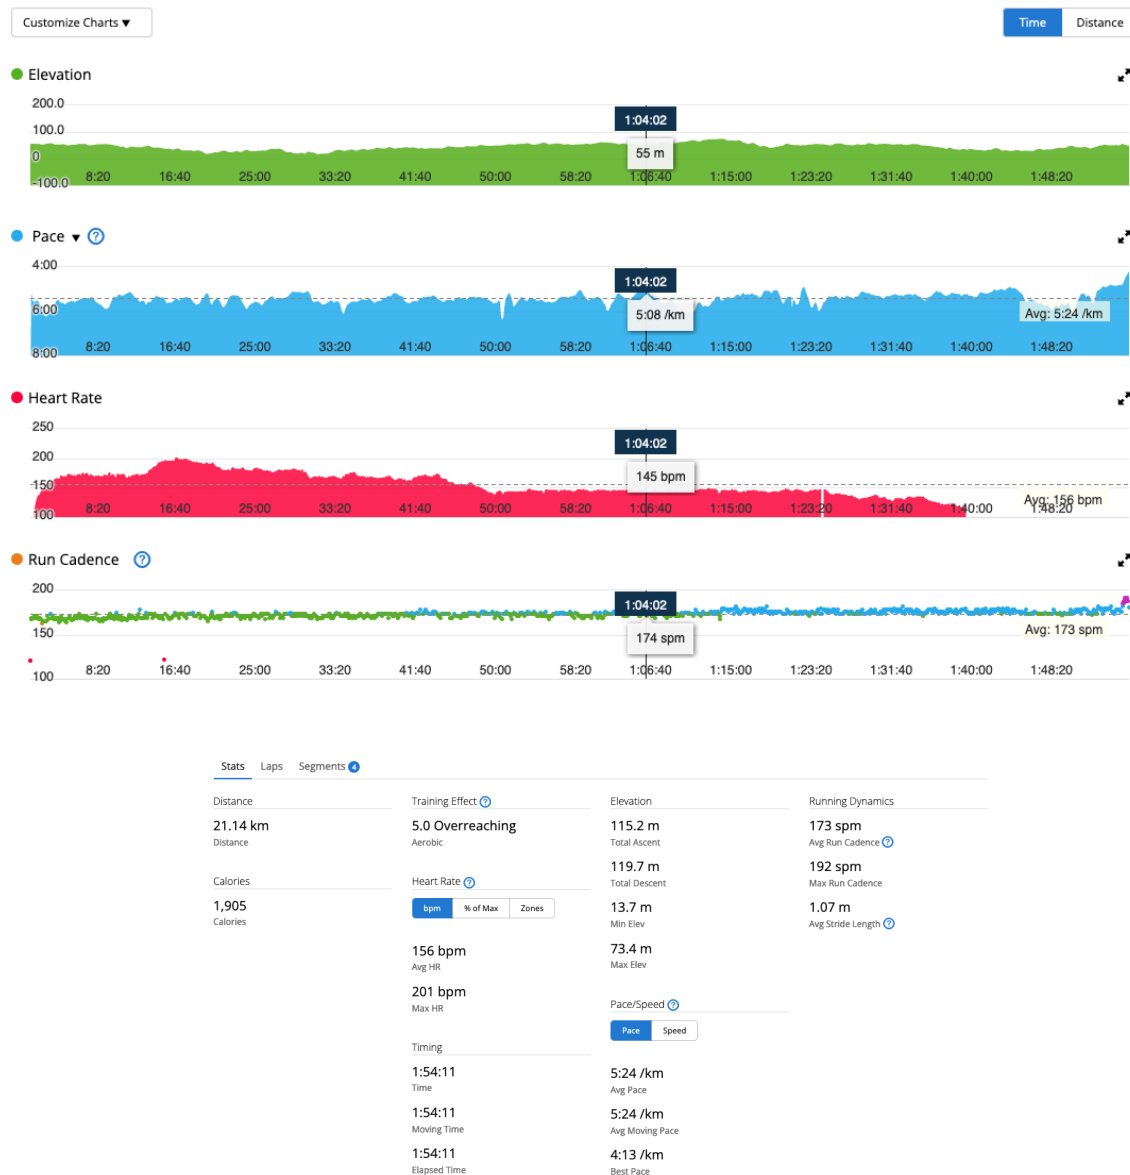 Customize Charts ▼
Time Distance
Elevation
200.0
100.0
0
-100.0
1:04:02
55 m
8:20 16:40 25:00 33:20 41:40 50:00 58:20 1:06:40 1:15:00 1:23:20 1:31:40 1:40:00 1:48:20
Pace ▼ ?
4:00
6:00
8:00
1:04:02
5:08 /km
Avg: 5:24 /km
8:20 16:40 25:00 33:20 41:40 50:00 58:20 1:06:40 1:15:00 1:23:20 1:31:40 1:40:00 1:48:20
Heart Rate
250
200
150
100
1:04:02
145 bpm
Avg: 156 bpm
8:20 16:40 25:00 33:20 41:40 50:00 58:20 1:06:40 1:15:00 1:23:20 1:31:40 1:40:00 1:48:20
Run Cadence ?
200
150
100
1:04:02
174 spm
Avg: 173 spm
8:20 16:40 25:00 33:20 41:40 50:00 58:20 1:06:40 1:15:00 1:23:20 1:31:40 1:40:00 1:48:20
Stats Laps Segments 4
Distance
21.14 km
Distance
Calories
1,905
Calories
Training Effect ?
5.0 Overreaching
Aerobic
Heart Rate ?
bpm % of Max Zones
156 bpm
Avg HR
201 bpm
Max HR
Timing
1:54:11
Time
1:54:11
Moving Time
1:54:11
Elapsed Time
Elevation
115.2 m
Total Ascent
119.7 m
Total Descent
13.7 m
Min Elev
73.4 m
Max Elev
Pace/Speed ?
Pace Speed
5:24 /km
Avg Pace
5:24 /km
Avg Moving Pace
4:13 /km
Best Pace
Running Dynamics
173 spm
Avg Run Cadence ?
192 spm
Max Run Cadence
1.07 m
Avg Stride Length ?